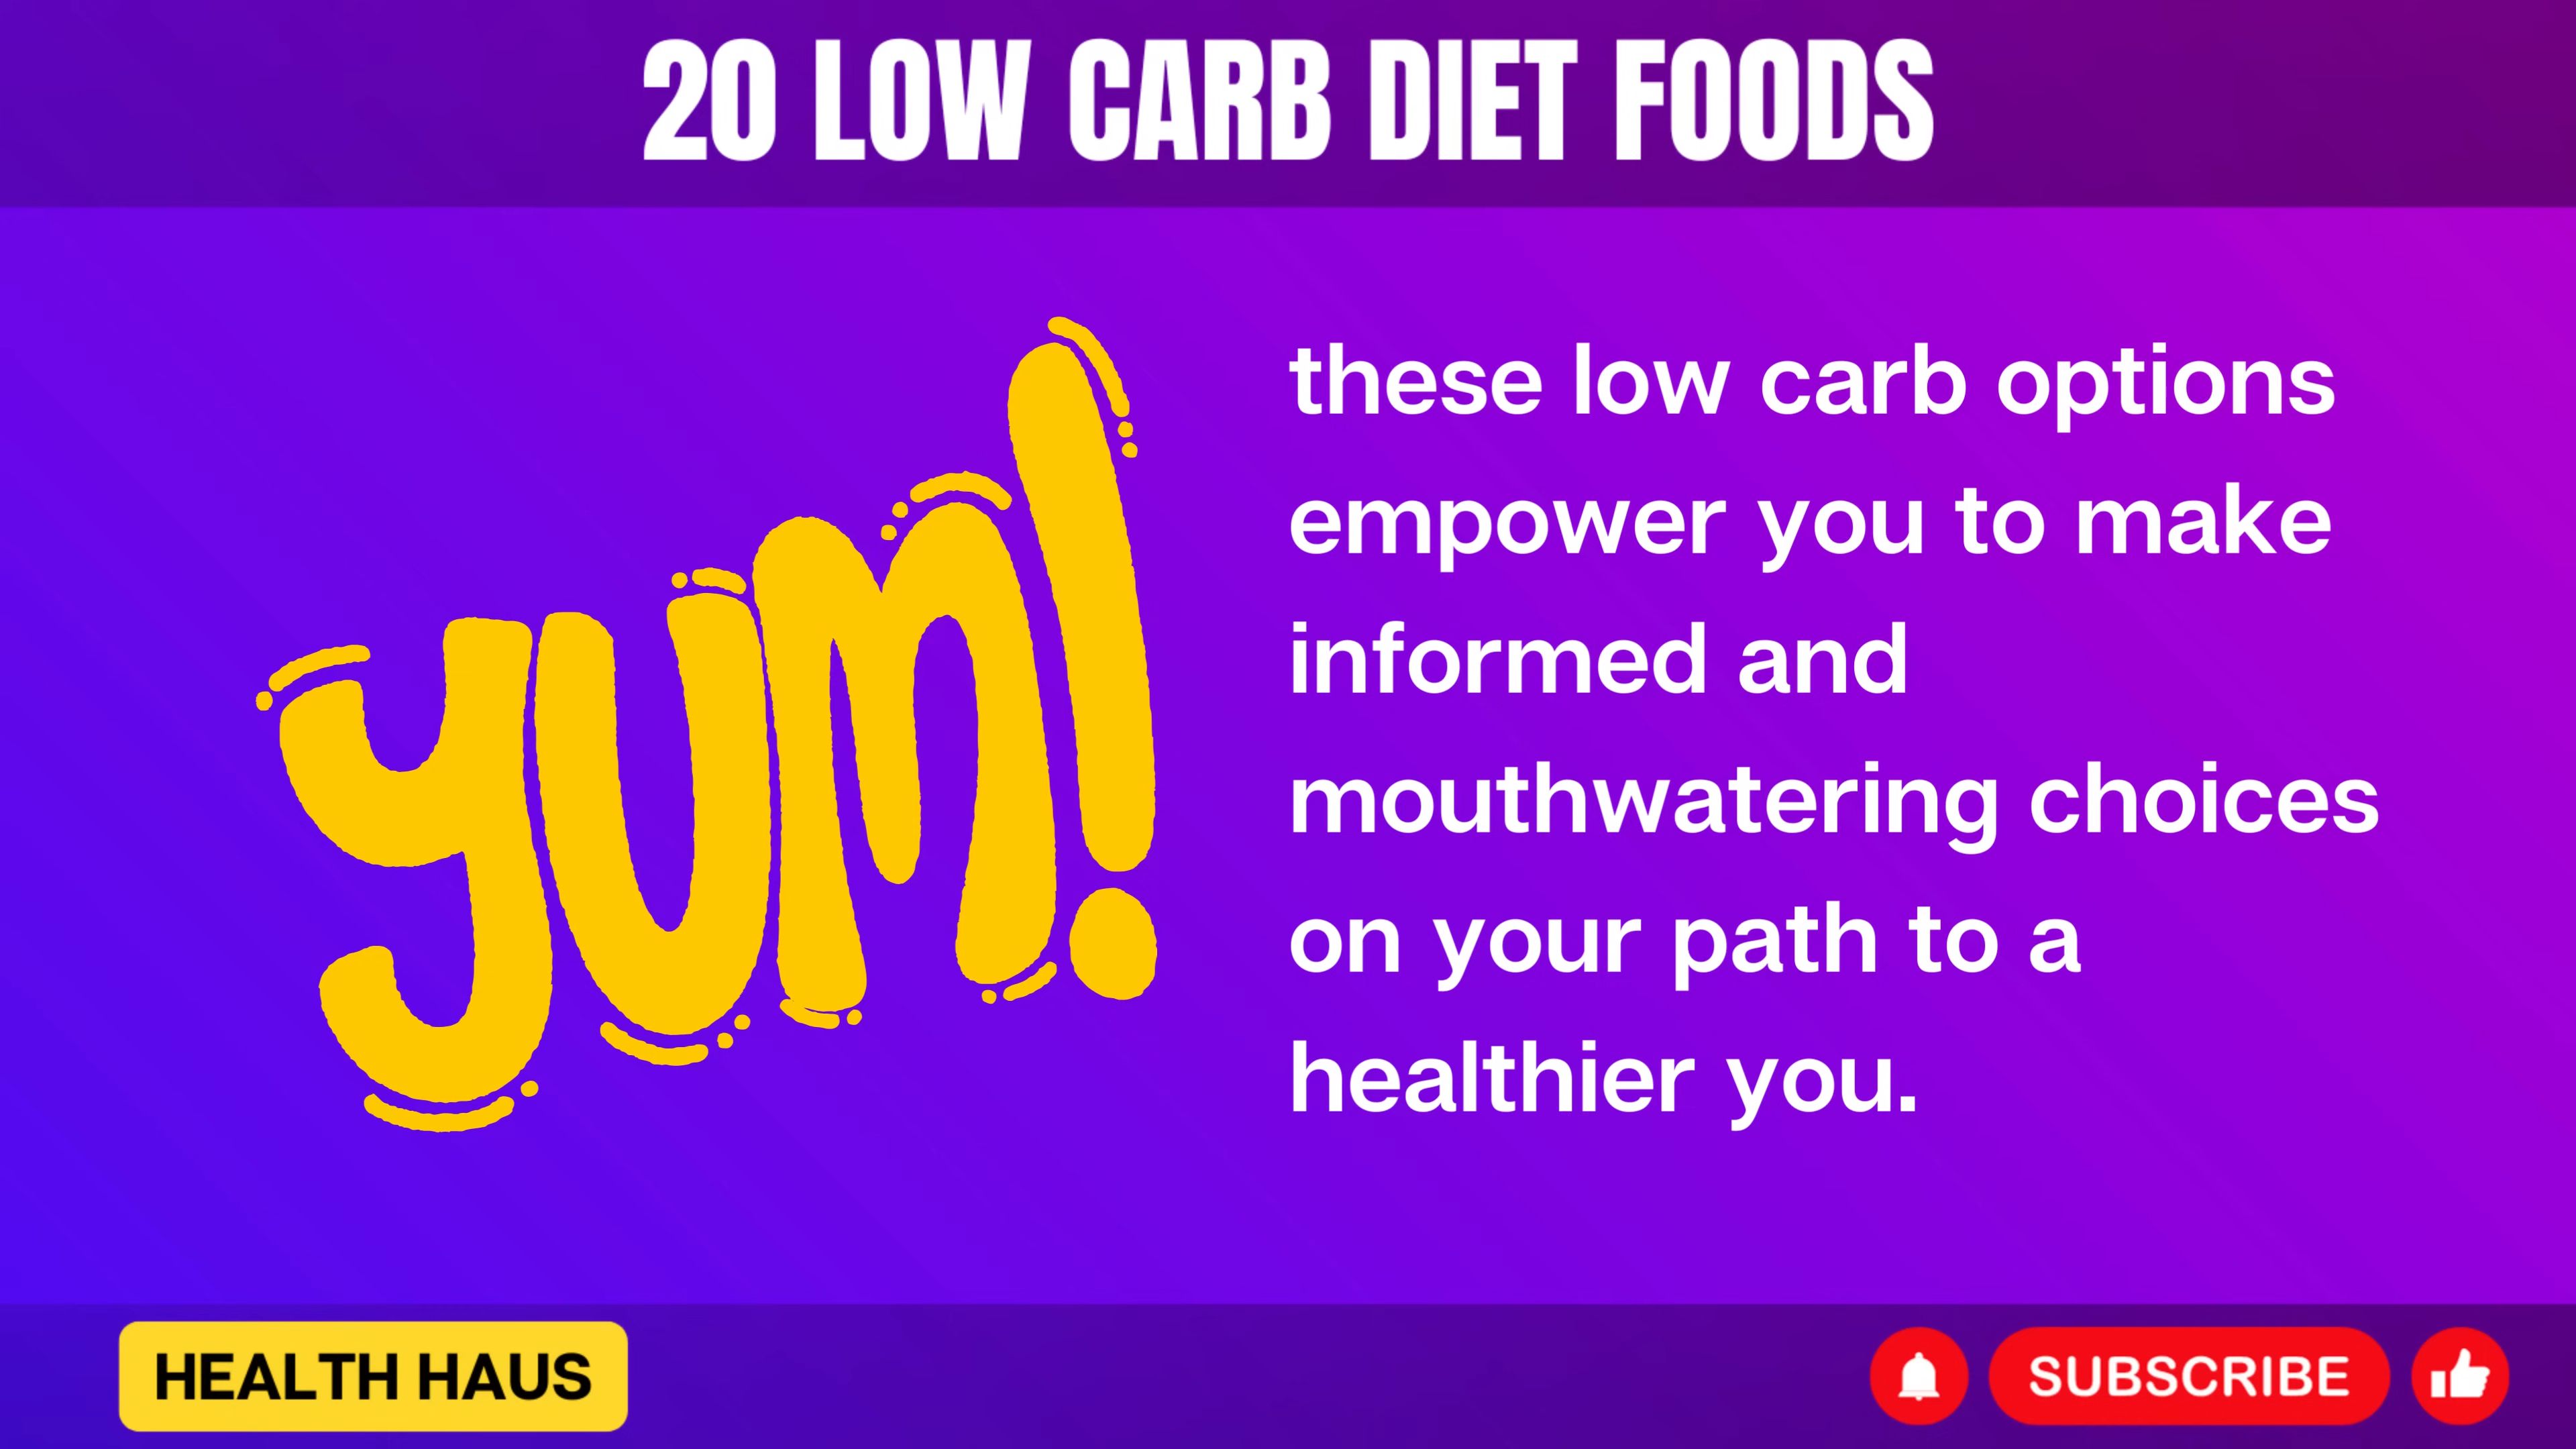 20 LOW CARB DIET FOODS
yum!
these low carb options
empower you to make
informed and
mouthwatering choices
on your path to a
healthier you.
HEALTH HAUS
SUBSCRIBE